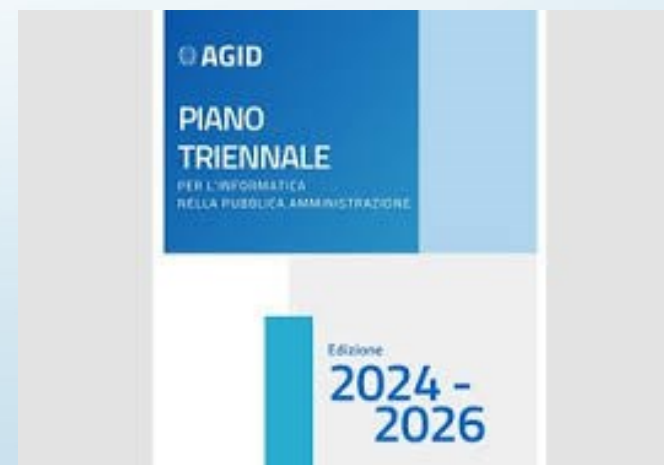 AGID
PIANO
TRIENNALE
PER L'INFORMATICA
NELLA PUBBLICA AMMINISTRAZIONE
Edizione
2024 -
2026